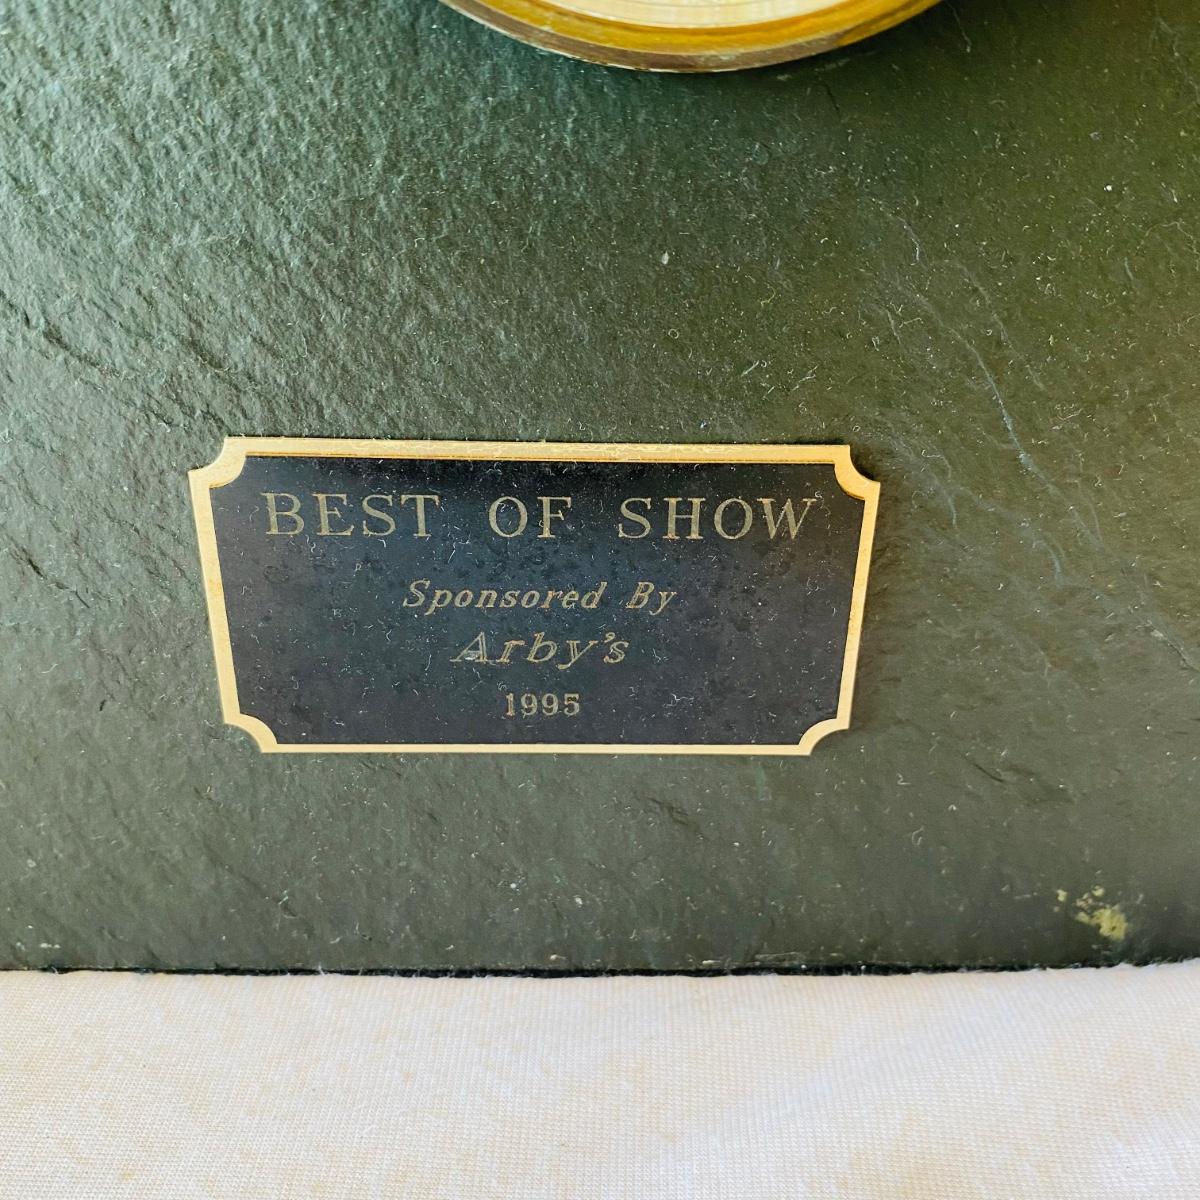 BEST OF SHOW
Sponsored By
Arby's
1995